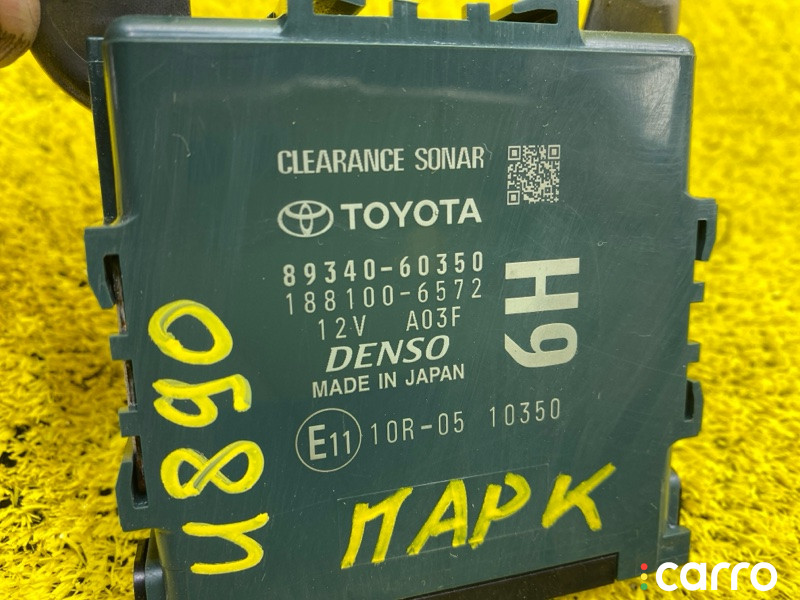 CLEARANCE SONAR
TOYOTA
89340-60350
188100-6572
12V A03F
DENSO
MADE IN JAPAN
E11 10R-05 10350
H9
и890
ПАРК
carro